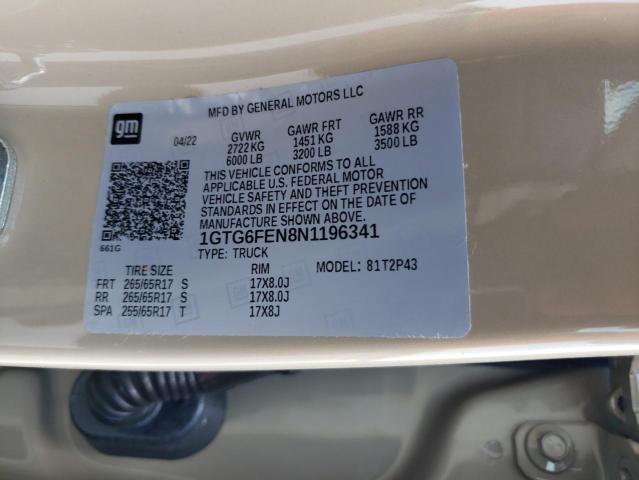 MFD BY GENERAL MOTORS LLC
gm
04/22 GVWR GAWR FRT GAWR RR
2722 KG 1451 KG 1588 KG
6000 LB 3200 LB 3500 LB
THIS VEHICLE CONFORMS TO ALL
APPLICABLE U.S. FEDERAL MOTOR
VEHICLE SAFETY AND THEFT PREVENTION
STANDARDS IN EFFECT ON THE DATE OF
MANUFACTURE SHOWN ABOVE.
661G
1GTG6FEN8N1196341
TYPE: TRUCK
TIRE SIZE RIM MODEL: 81T2P43
FRT 265/65R17 S 17X8.0J
RR 265/65R17 S 17X8.0J
SPA 255/65R17 T 17X8J